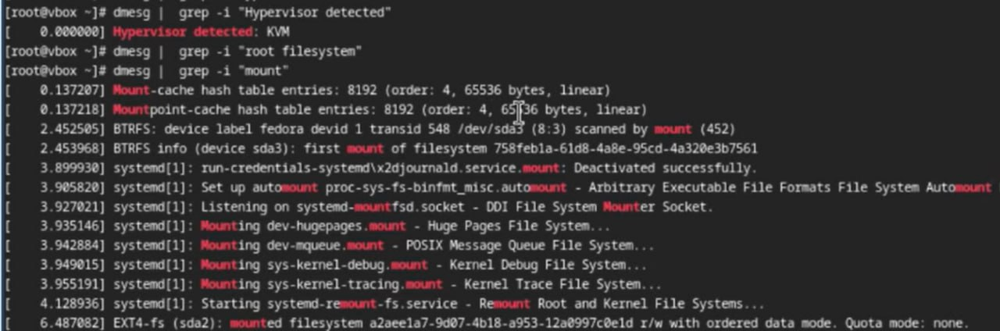 [root@vbox ~]# dmesg |  grep -i "Hypervisor detected"
[    0.000000] Hypervisor detected: KVM
[root@vbox ~]# dmesg |  grep -i "root filesystem"
[root@vbox ~]# dmesg |  grep -i "mount"
[    0.137207] Mount-cache hash table entries: 8192 (order: 4, 65536 bytes, linear)
[    0.137218] Mountpoint-cache hash table entries: 8192 (order: 4, 65536 bytes, linear)
[    2.452505] BTRFS: device label fedora devid 1 transid 548 /dev/sda3 (8:3) scanned by mount (452)
[    2.453968] BTRFS info (device sda3): first mount of filesystem 758feb1a-61d8-4a8e-95cd-4a320e3b7561
[    3.899930] systemd[1]: run-credentials-systemd\x2djournald.service.mount: Deactivated successfully.
[    3.905820] systemd[1]: Set up automount proc-sys-fs-binfmt_misc.automount - Arbitrary Executable File Formats File System Automount
[    3.927021] systemd[1]: Listening on systemd-mountfsd.socket - DDI File System Mounter Socket.
[    3.935146] systemd[1]: Mounting dev-hugepages.mount - Huge Pages File System...
[    3.942884] systemd[1]: Mounting dev-mqueue.mount - POSIX Message Queue File System...
[    3.949015] systemd[1]: Mounting sys-kernel-debug.mount - Kernel Debug File System...
[    3.955191] systemd[1]: Mounting sys-kernel-tracing.mount - Kernel Trace File System...
[    4.128936] systemd[1]: Starting systemd-remount-fs.service - Remount Root and Kernel File Systems...
[    6.487082] EXT4-fs (sda2): mounted filesystem a2aee1a7-9d07-4b18-a953-12a0997c0e1d r/w with ordered data mode. Quota mode: none.